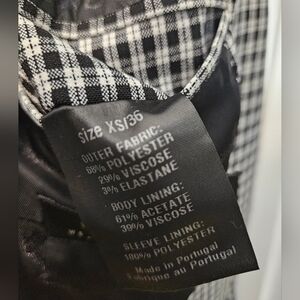 size XS/36
OUTER FABRIC:
68% POLYESTER
29% VISCOSE
3% ELASTANE
BODY LINING:
61% ACETATE
39% VISCOSE
SLEEVE LINING:
100% POLYESTER
Made in Portugal
Fabrique au Portugal